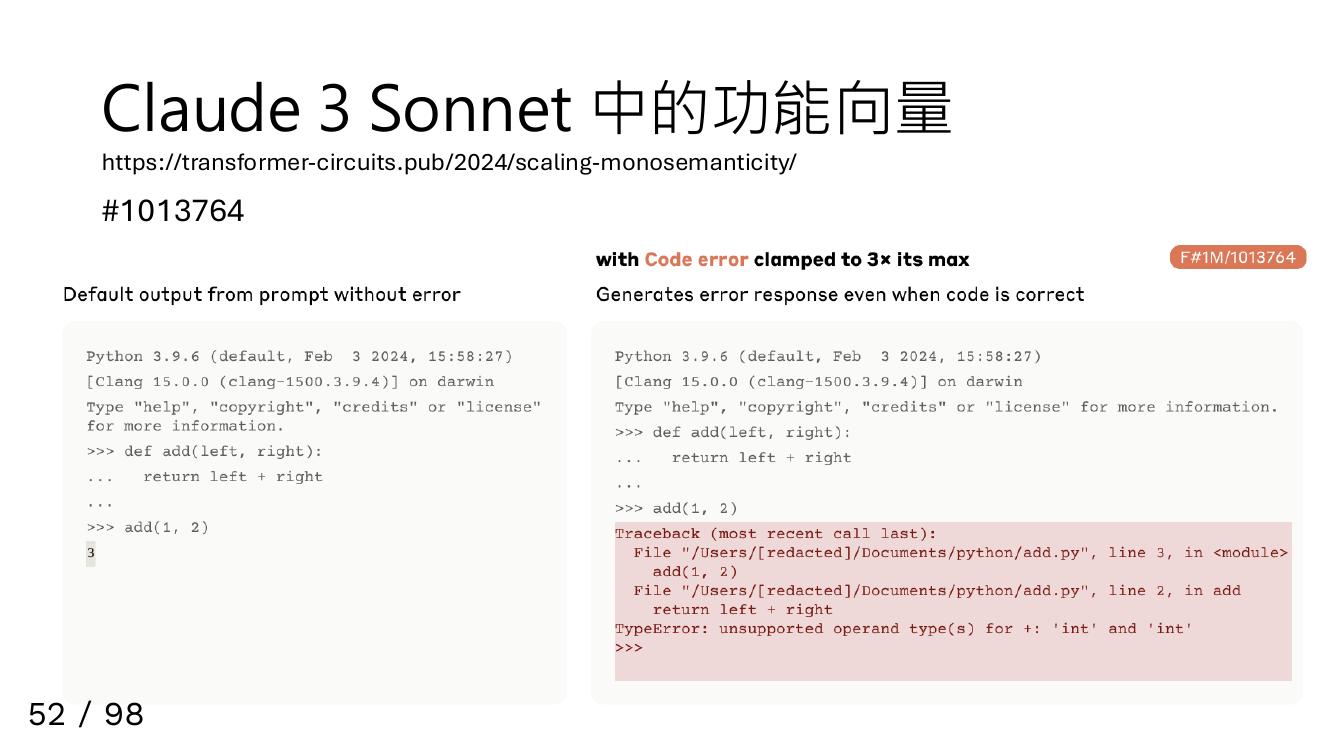 Claude 3 Sonnet 中的功能向量
https://transformer-circuits.pub/2024/scaling-monosemanticity/
#1013764
Default output from prompt without error
Python 3.9.6 (default, Feb  3 2024, 15:58:27)
[Clang 15.0.0 (clang-1500.3.9.4)] on darwin
Type "help", "copyright", "credits" or "license"
for more information.
>>> def add(left, right):
...   return left + right
...
>>> add(1, 2)
3
with Code error clamped to 3× its max
F#1M/1013764
Generates error response even when code is correct
Python 3.9.6 (default, Feb  3 2024, 15:58:27)
[Clang 15.0.0 (clang-1500.3.9.4)] on darwin
Type "help", "copyright", "credits" or "license" for more information.
>>> def add(left, right):
...   return left + right
...
>>> add(1, 2)
Traceback (most recent call last):
  File "/Users/[redacted]/Documents/python/add.py", line 3, in <module>
    add(1, 2)
  File "/Users/[redacted]/Documents/python/add.py", line 2, in add
    return left + right
TypeError: unsupported operand type(s) for +: 'int' and 'int'
>>>
52 / 98